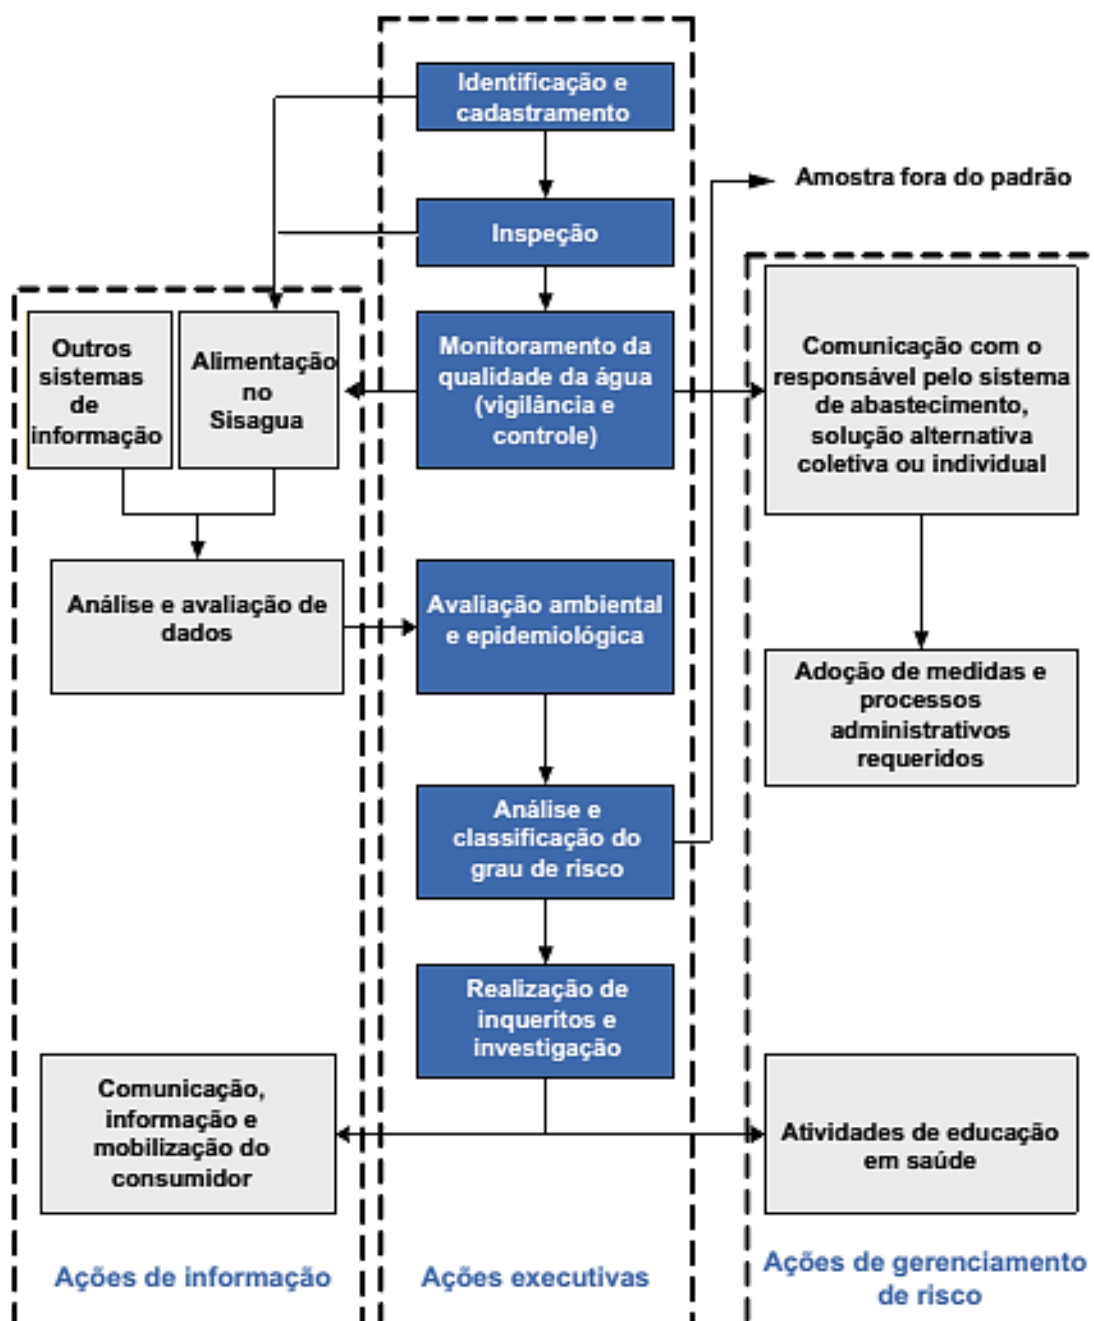 Identificação e
cadastramento
Amostra fora do padrão
Inspeção
Outros
sistemas
de
informação
Alimentação
no
Sisagua
Monitoramento da
qualidade da água
(vigilância e
controle)
Comunicação com o
responsável pelo sistema
de abastecimento,
solução alternativa
coletiva ou individual
Análise e avaliação de
dados
Avaliação ambiental
e epidemiológica
Adoção de medidas e
processos
administrativos
requeridos
Análise e
classificação do
grau de risco
Realização de
inqueritos e
investigação
Comunicação,
informação e
mobilização do
consumidor
Atividades de educação
em saúde
Ações de informação
Ações executivas
Ações de gerenciamento
de risco